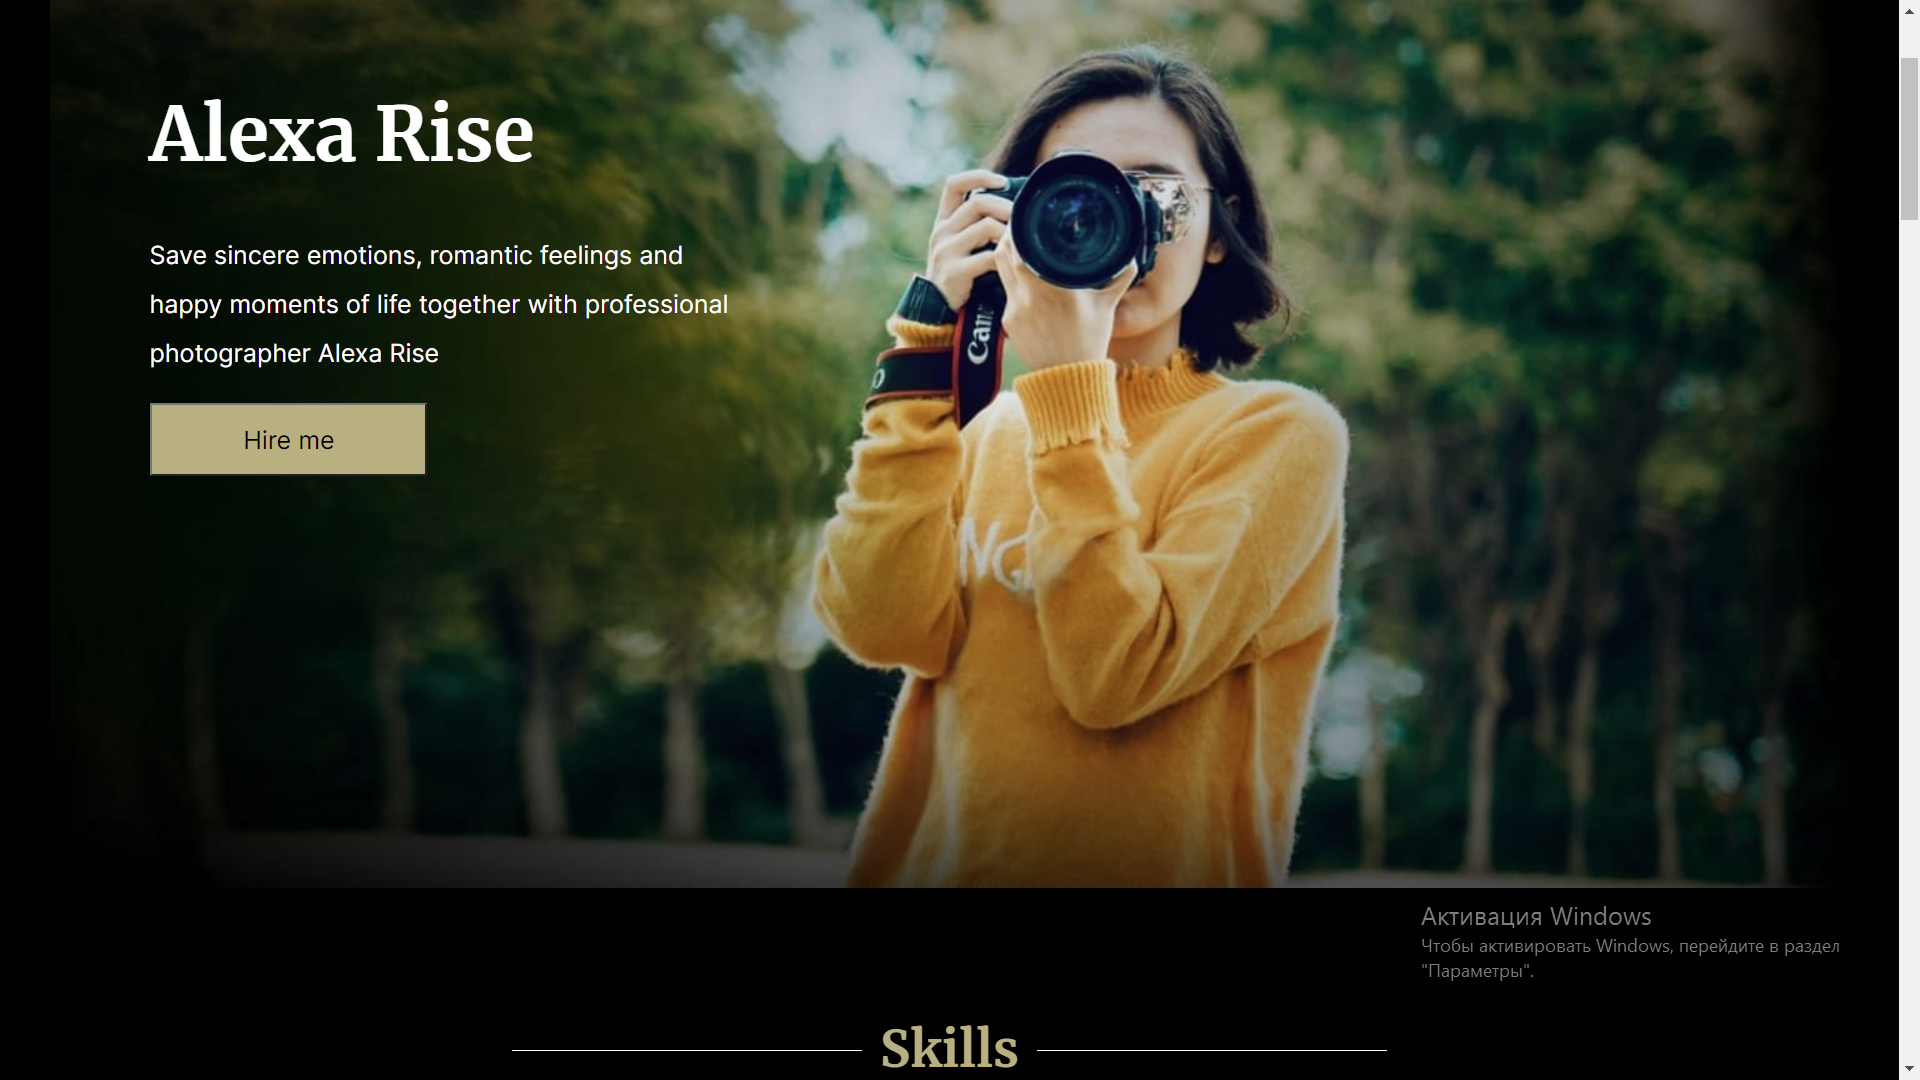 Alexa Rise
Save sincere emotions, romantic feelings and
happy moments of life together with professional
photographer Alexa Rise
Hire me
NG
Активация Windows
Чтобы активировать Windows, перейдите в раздел
"Параметры".
Skills